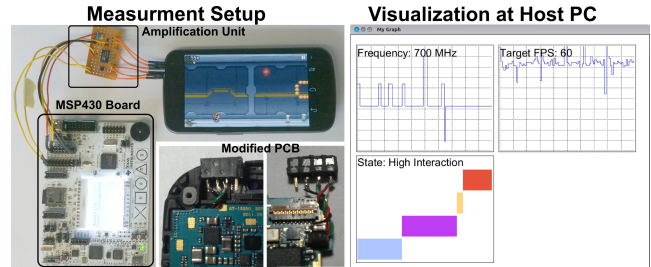 Measurment Setup
Amplification Unit
MSP430 Board
Modified PCB
Visualization at Host PC
My Graph
Frequency: 700 MHz
Target FPS: 60
State: High Interaction